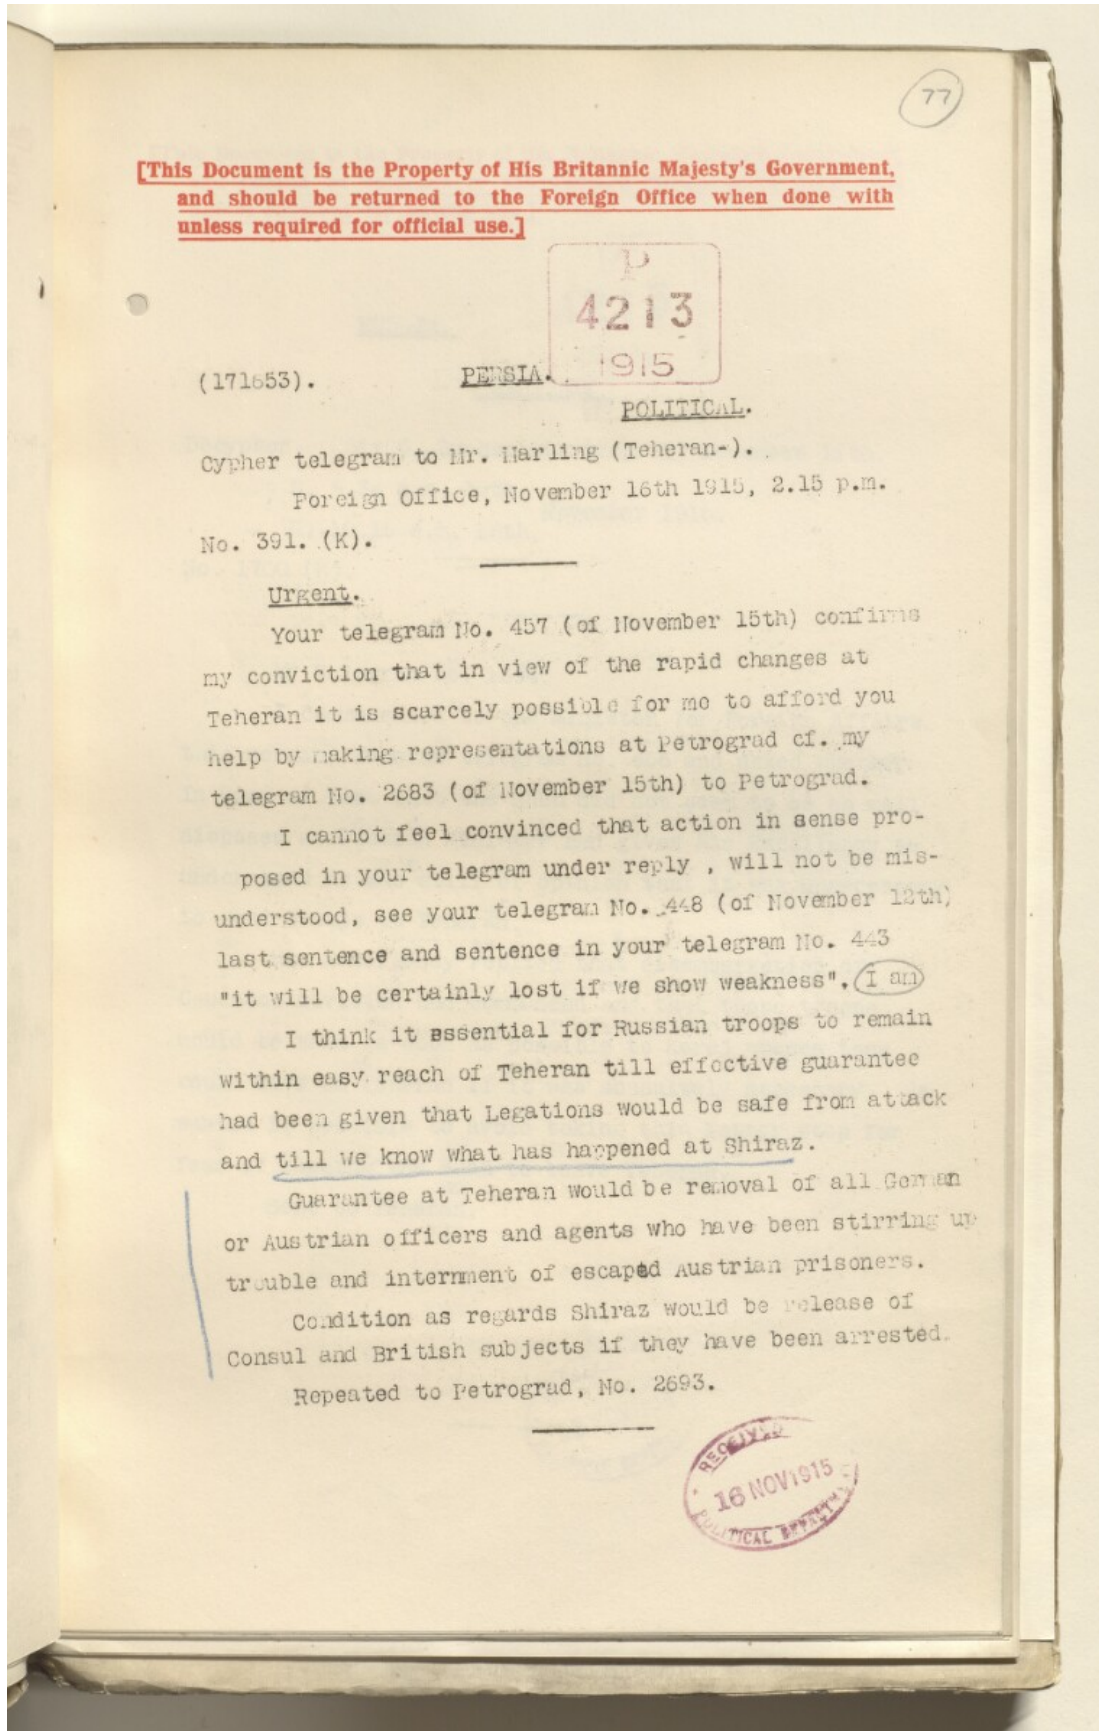 77
[This Document is the Property of His Britannic Majesty's Government,
and should be returned to the Foreign Office when done with
unless required for official use.]
P
4213
1915
(171653).
PERSIA.
POLITICAL.
Cypher telegram to Mr. Marling (Teheran-).
Foreign Office, November 16th 1915, 2.15 p.m.
No. 391. (K).
Urgent.
Your telegram No. 457 (of November 15th) confirms
my conviction that in view of the rapid changes at
Teheran it is scarcely possible for me to afford you
help by making representations at Petrograd cf. my
telegram No. 2683 (of November 15th) to Petrograd.
I cannot feel convinced that action in sense pro-
posed in your telegram under reply , will not be mis-
understood, see your telegram No. 448 (of November 12th)
last sentence and sentence in your telegram No. 443
"it will be certainly lost if we show weakness". I am
I think it essential for Russian troops to remain
within easy reach of Teheran till effective guarantee
had been given that Legations would be safe from attack
and till we know what has happened at Shiraz.
Guarantee at Teheran would be removal of all German
or Austrian officers and agents who have been stirring up
trouble and internment of escaped Austrian prisoners.
Condition as regards Shiraz would be release of
Consul and British subjects if they have been arrested.
Repeated to Petrograd, No. 2693.
RECEIVED
16 NOV 1915
POLITICAL DEPARTMENT